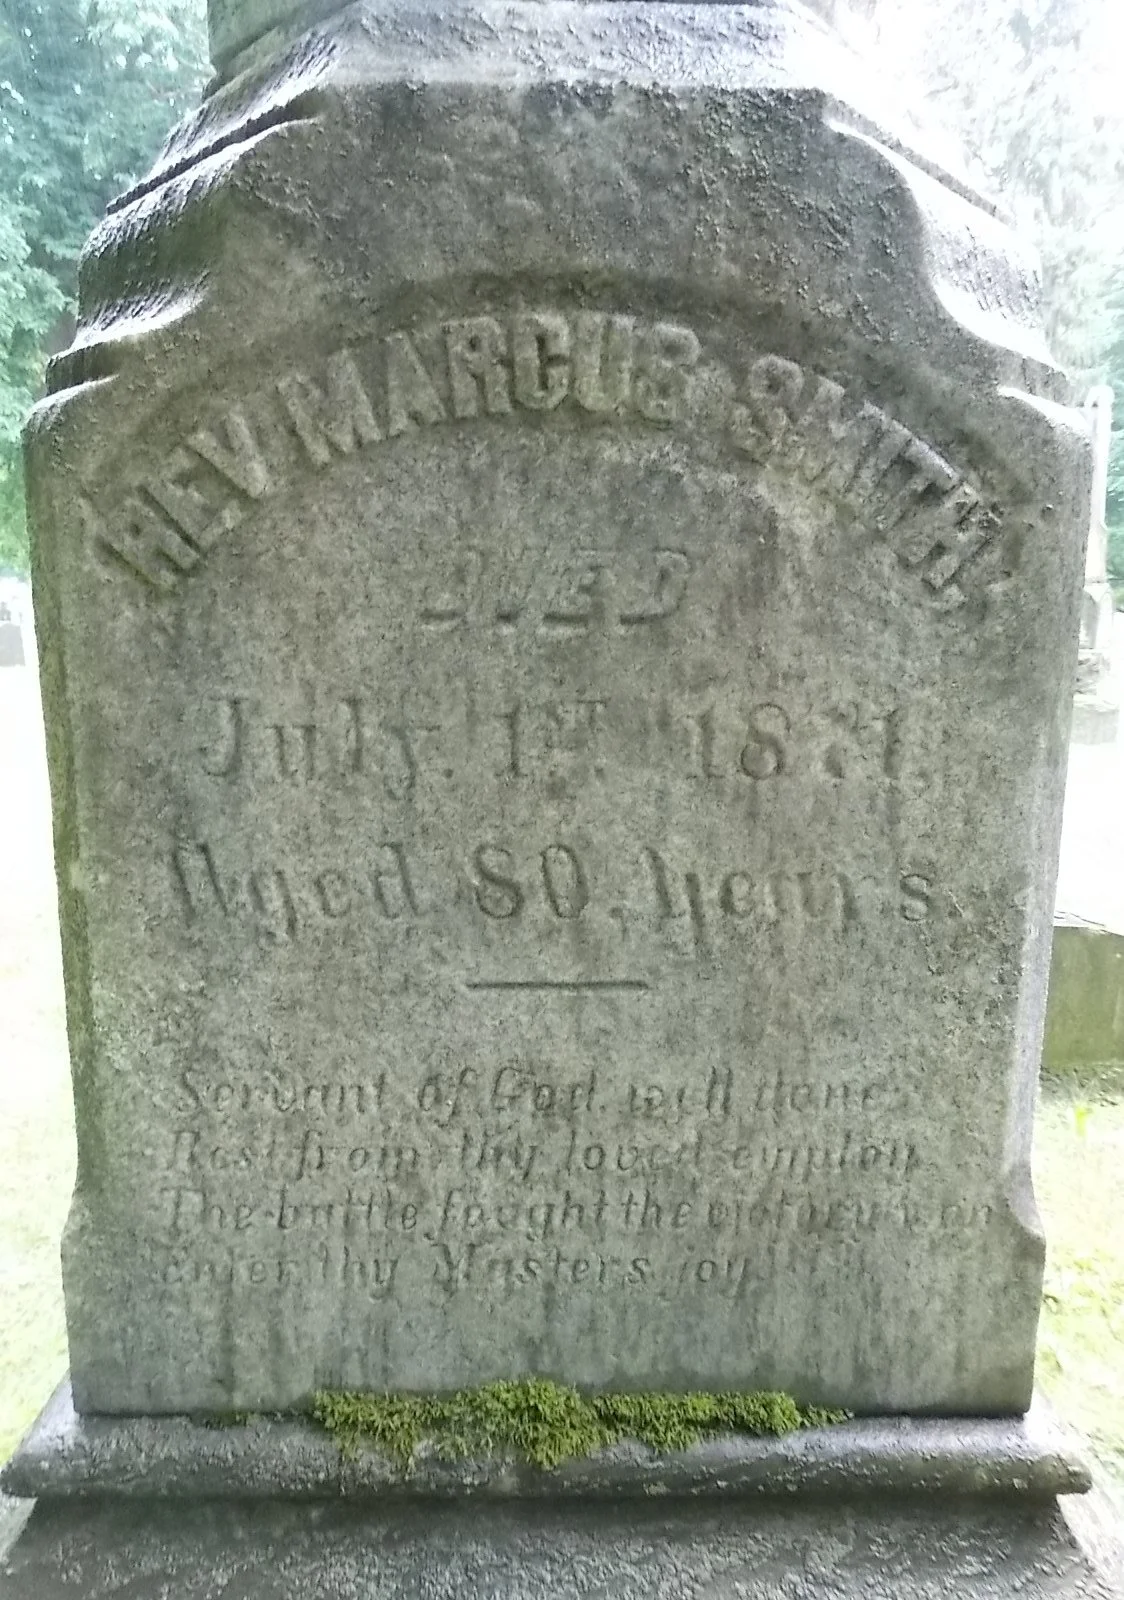 REV MARCUS SMITH
DIED
July. 1ST. 1871,
Aged 80, years.
Servant of God. well done
Rest from thy loved employ
The battle fought the victory won
enter thy Masters joy